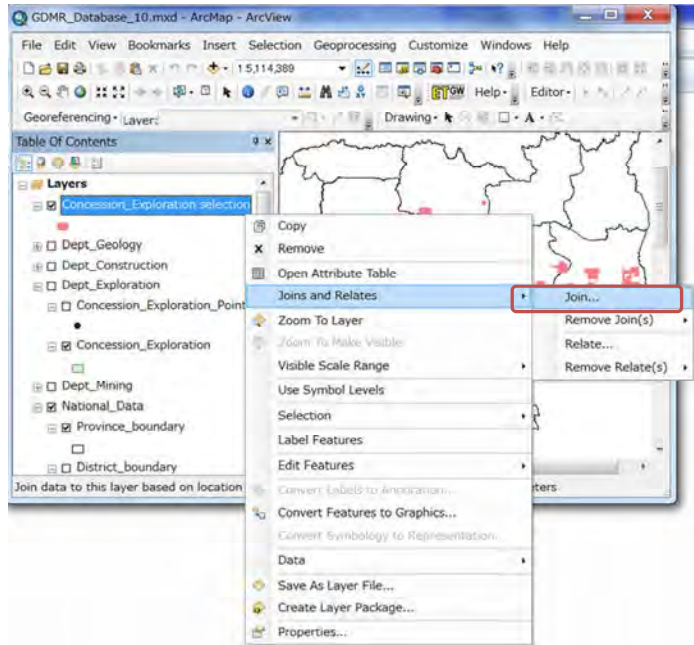 GDMR_Database_10.mxd - ArcMap - ArcView
File Edit View Bookmarks Insert Selection Geoprocessing Customize Windows Help
1:5,114,389
ETGW Help- Editor-
Georeferencing- Layer: Drawing- A
Table Of Contents
Layers
Concession_Exploration selection
Dept_Geology
Dept_Construction
Dept_Exploration
Concession_Exploration_Point
Concession_Exploration
Dept_Mining
National_Data
Province_boundary
District_boundary
Join data to this layer based on location
Copy
Remove
Open Attribute Table
Joins and Relates
Zoom To Layer
Zoom To Make Visible
Visible Scale Range
Use Symbol Levels
Selection
Label Features
Edit Features
Convert Labels to Annotation...
Convert Features to Graphics...
Convert Symbology to Representation...
Data
Save As Layer File...
Create Layer Package...
Properties...
Join...
Remove Join(s)
Relate...
Remove Relate(s)